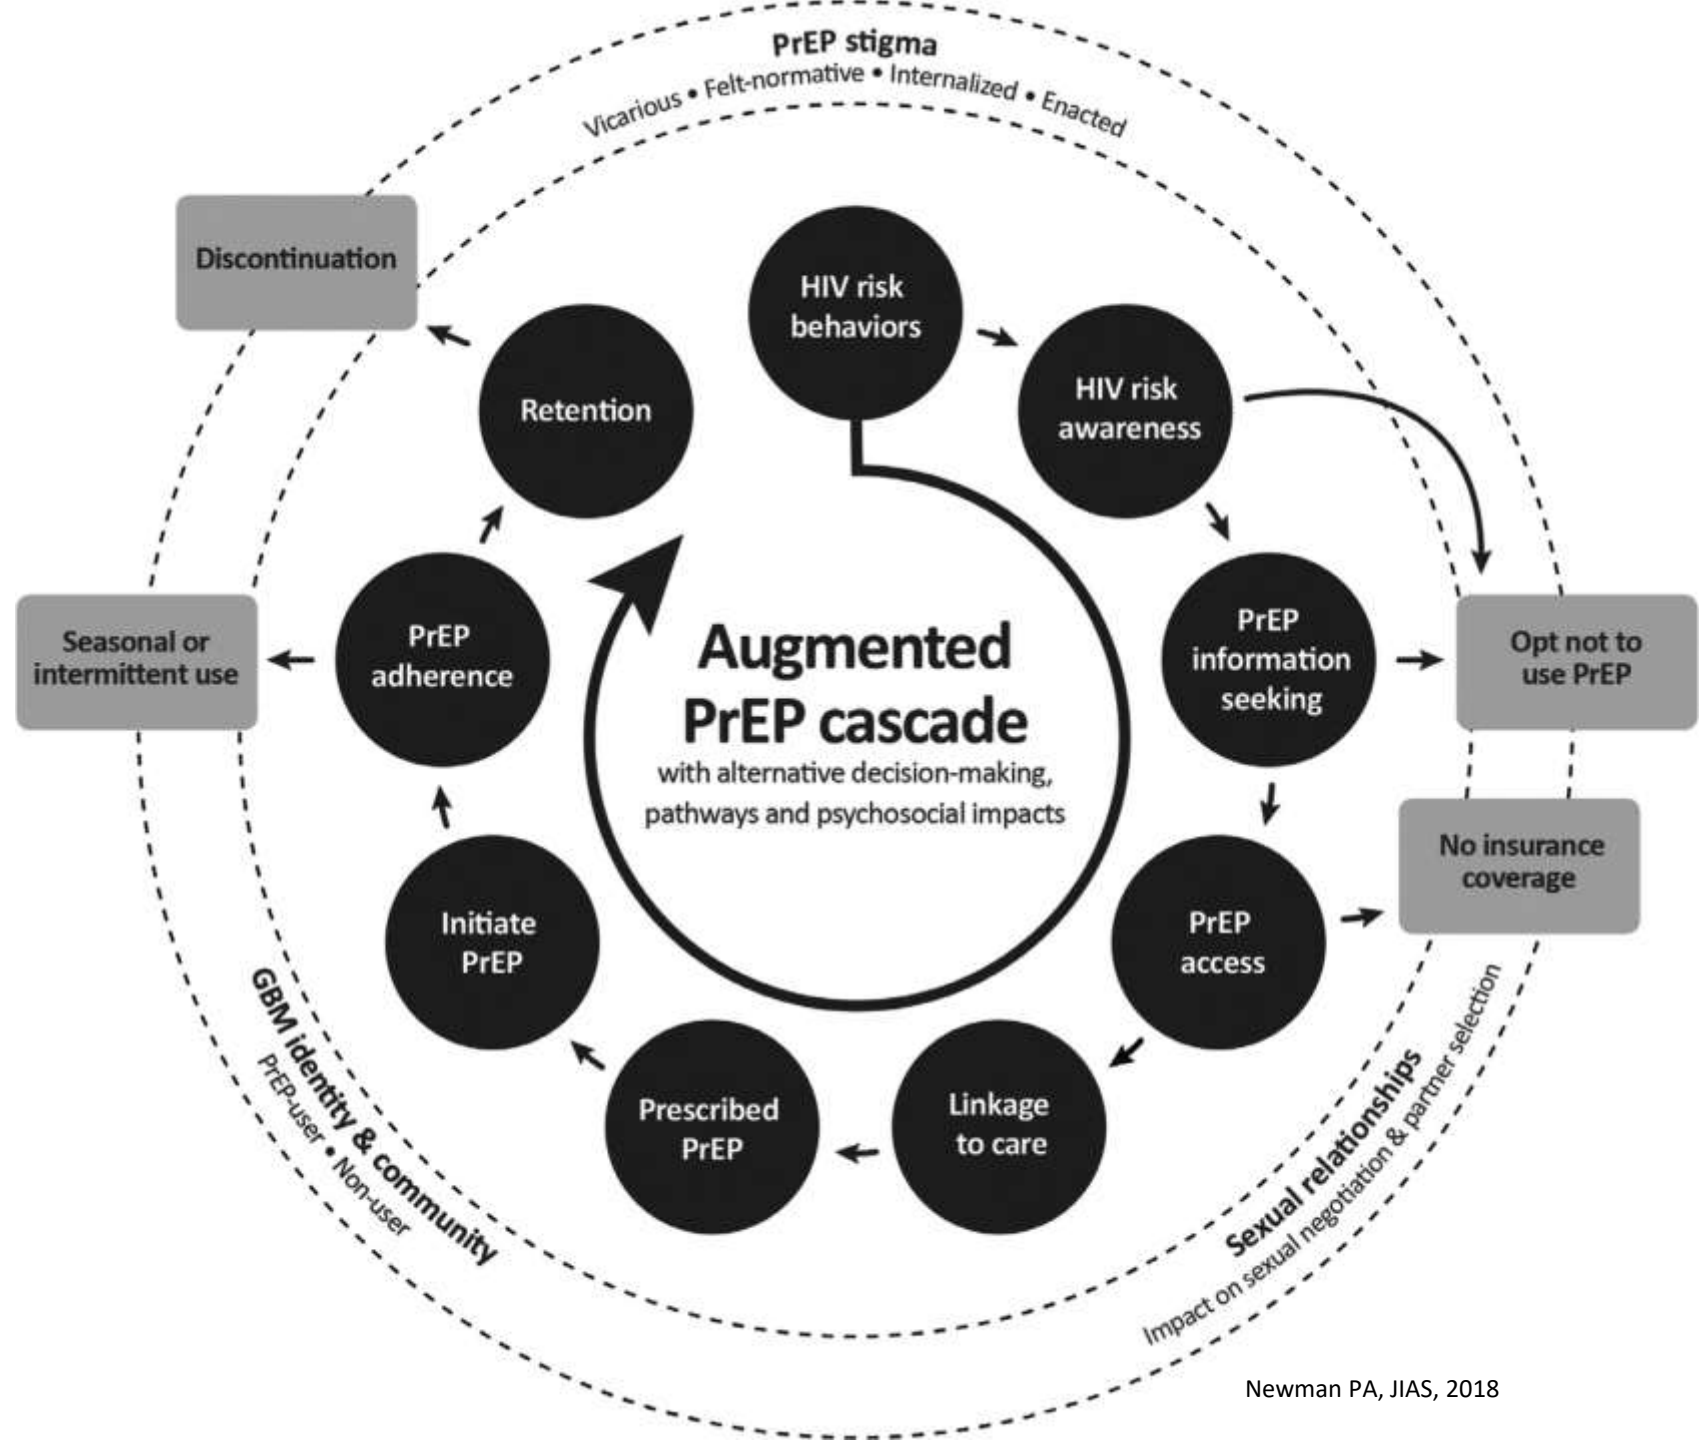 PrEP stigma
Vicarious • Felt-normative • Internalized • Enacted
Discontinuation
HIV risk
behaviors
HIV risk
awareness
Retention
PrEP
information
seeking
Opt not to
use PrEP
Seasonal or
intermittent use
PrEP
adherence
Augmented
PrEP cascade
with alternative decision-making,
pathways and psychosocial impacts
No insurance
coverage
PrEP
access
Initiate
PrEP
Linkage
to care
Prescribed
PrEP
GBM identity & community
PrEP-user • Non-user
Sexual relationships
Impact on sexual negotiation & partner selection
Newman PA, JIAS, 2018